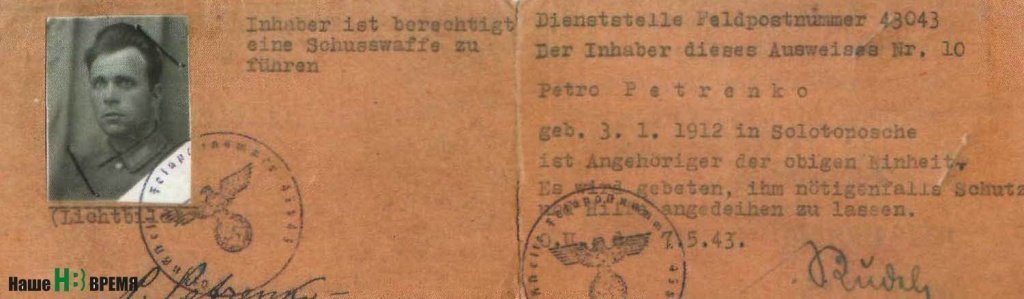 Inhaber ist berechtigt
eine Schusswaffe zu
führen
(Lichtbild
Dienststelle Feldpostnummer 43043
Der Inhaber dieses Ausweises Nr. 10
Petro Petrenko
geb. 3. 1. 1912 in Solotonosche
ist Angehöriger der obigen Einheit.
Es wird gebeten, ihm nötigenfalls Schutz
und Hilfe angedeihen zu lassen.
7.5.43.
Наше НВ ВРЕМЯ